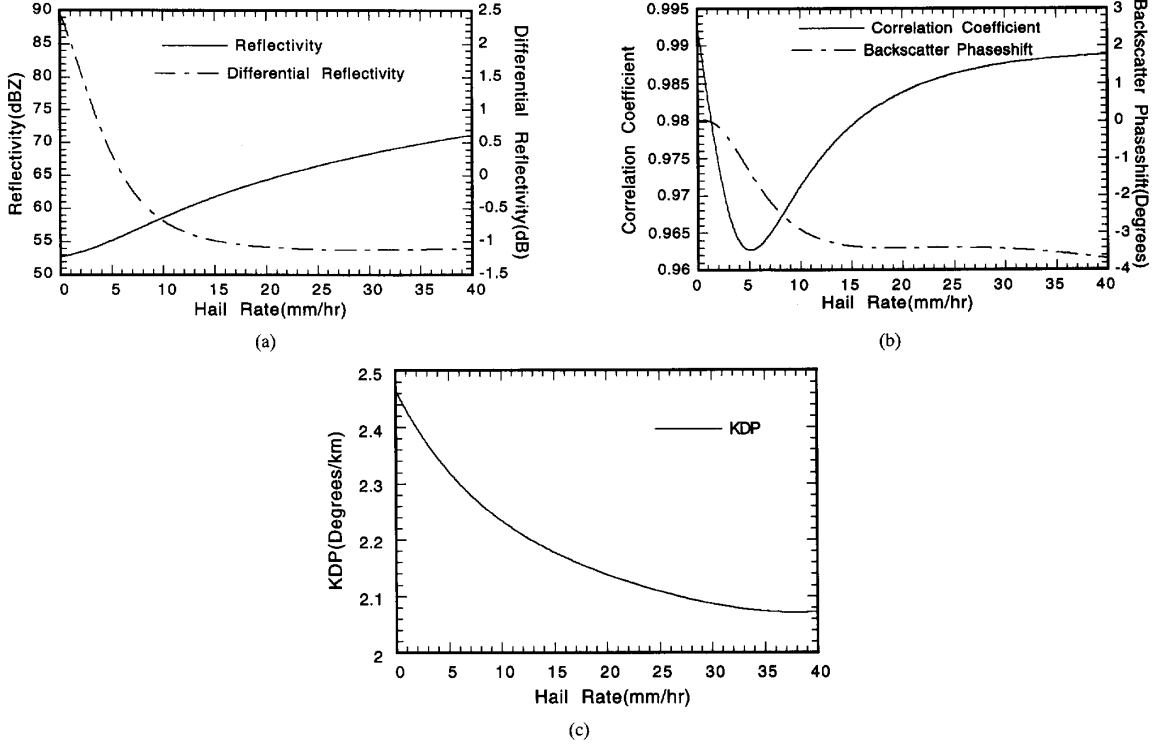 90
85
80
75
70
65
60
55
50
Reflectivity(dBZ)
2.5
2
1.5
1
0.5
0
-0.5
-1
-1.5
Differential Reflectivity(dB)
Reflectivity
Differential Reflectivity
0 5 10 15 20 25 30 35 40
Hail Rate(mm/hr)
(a)
0.995
0.99
0.985
0.98
0.975
0.97
0.965
0.96
Correlation Coefficient
3
2
1
0
-1
-2
-3
-4
Backscatter Phaseshift(Degrees)
Correlation Coefficient
Backscatter Phaseshift
0 5 10 15 20 25 30 35 40
Hail Rate(mm/hr)
(b)
2.5
2.4
2.3
2.2
2.1
2
KDP(Degrees/km)
KDP
0 5 10 15 20 25 30 35 40
Hail Rate(mm/hr)
(c)